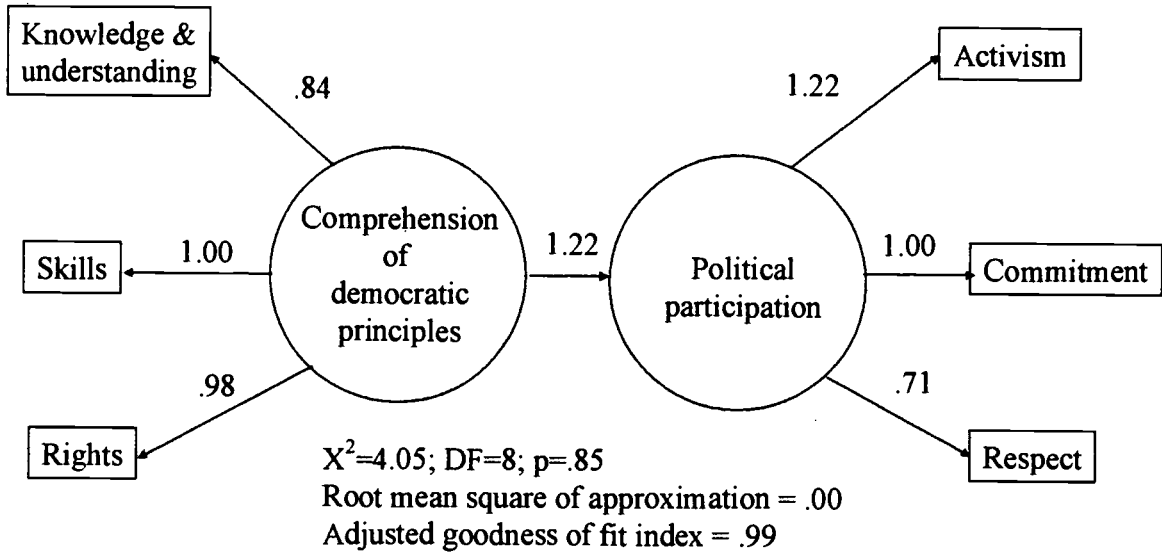 Knowledge &
understanding
.84
Activism
1.22
Comprehension
of
democratic
principles
1.22
Political
participation
Skills
1.00
1.00
Commitment
.98
Rights
.71
Respect
X²=4.05; DF=8; p=.85
Root mean square of approximation = .00
Adjusted goodness of fit index = .99